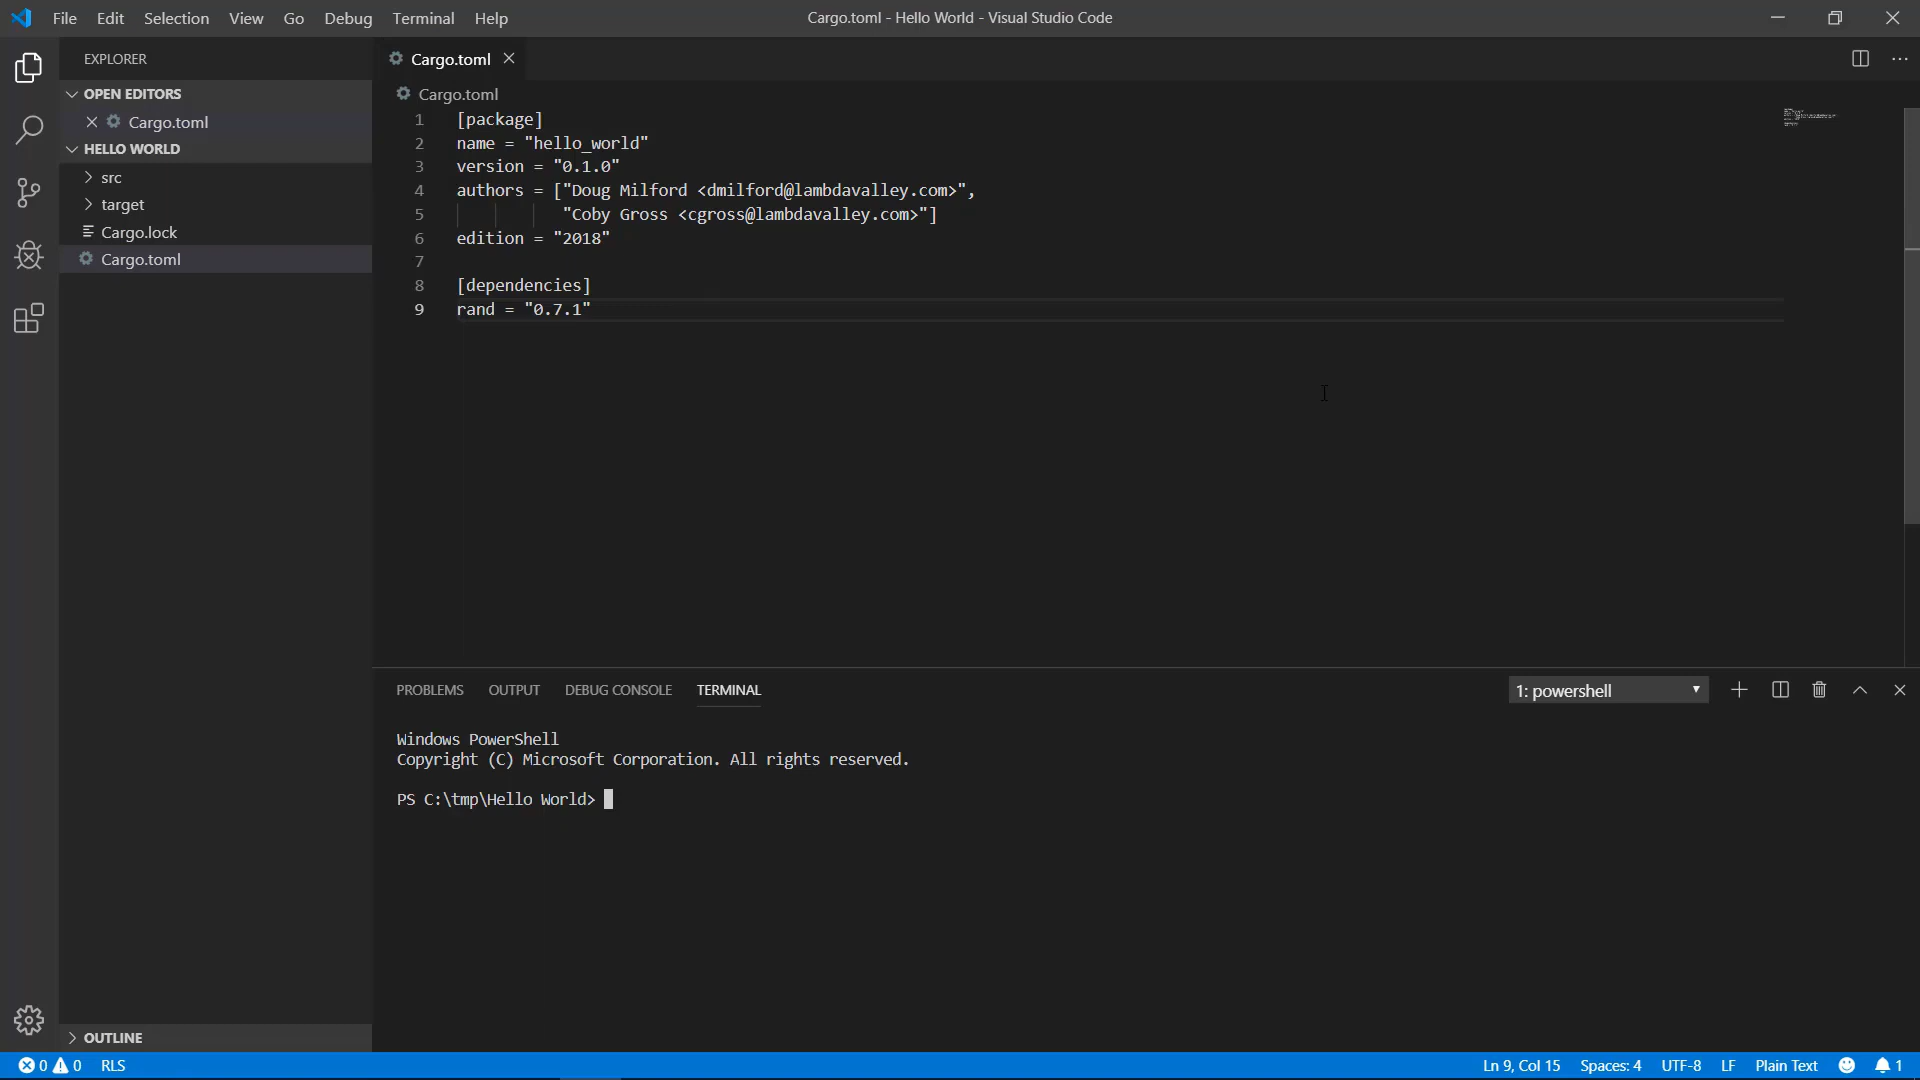 File Edit Selection View Go Debug Terminal Help
Cargo.toml - Hello World - Visual Studio Code
EXPLORER
OPEN EDITORS
Cargo.toml
HELLO WORLD
src
target
Cargo.lock
Cargo.toml
OUTLINE
Cargo.toml
Cargo.toml
1 [package]
2 name = "hello_world"
3 version = "0.1.0"
4 authors = ["Doug Milford <dmilford@lambdavalley.com>",
5 "Coby Gross <cgross@lambdavalley.com>"]
6 edition = "2018"
7
8 [dependencies]
9 rand = "0.7.1"
PROBLEMS OUTPUT DEBUG CONSOLE TERMINAL
1: powershell
Windows PowerShell
Copyright (C) Microsoft Corporation. All rights reserved.
PS C:\tmp\Hello World>
0 0 RLS
Ln 9, Col 15 Spaces: 4 UTF-8 LF Plain Text 1